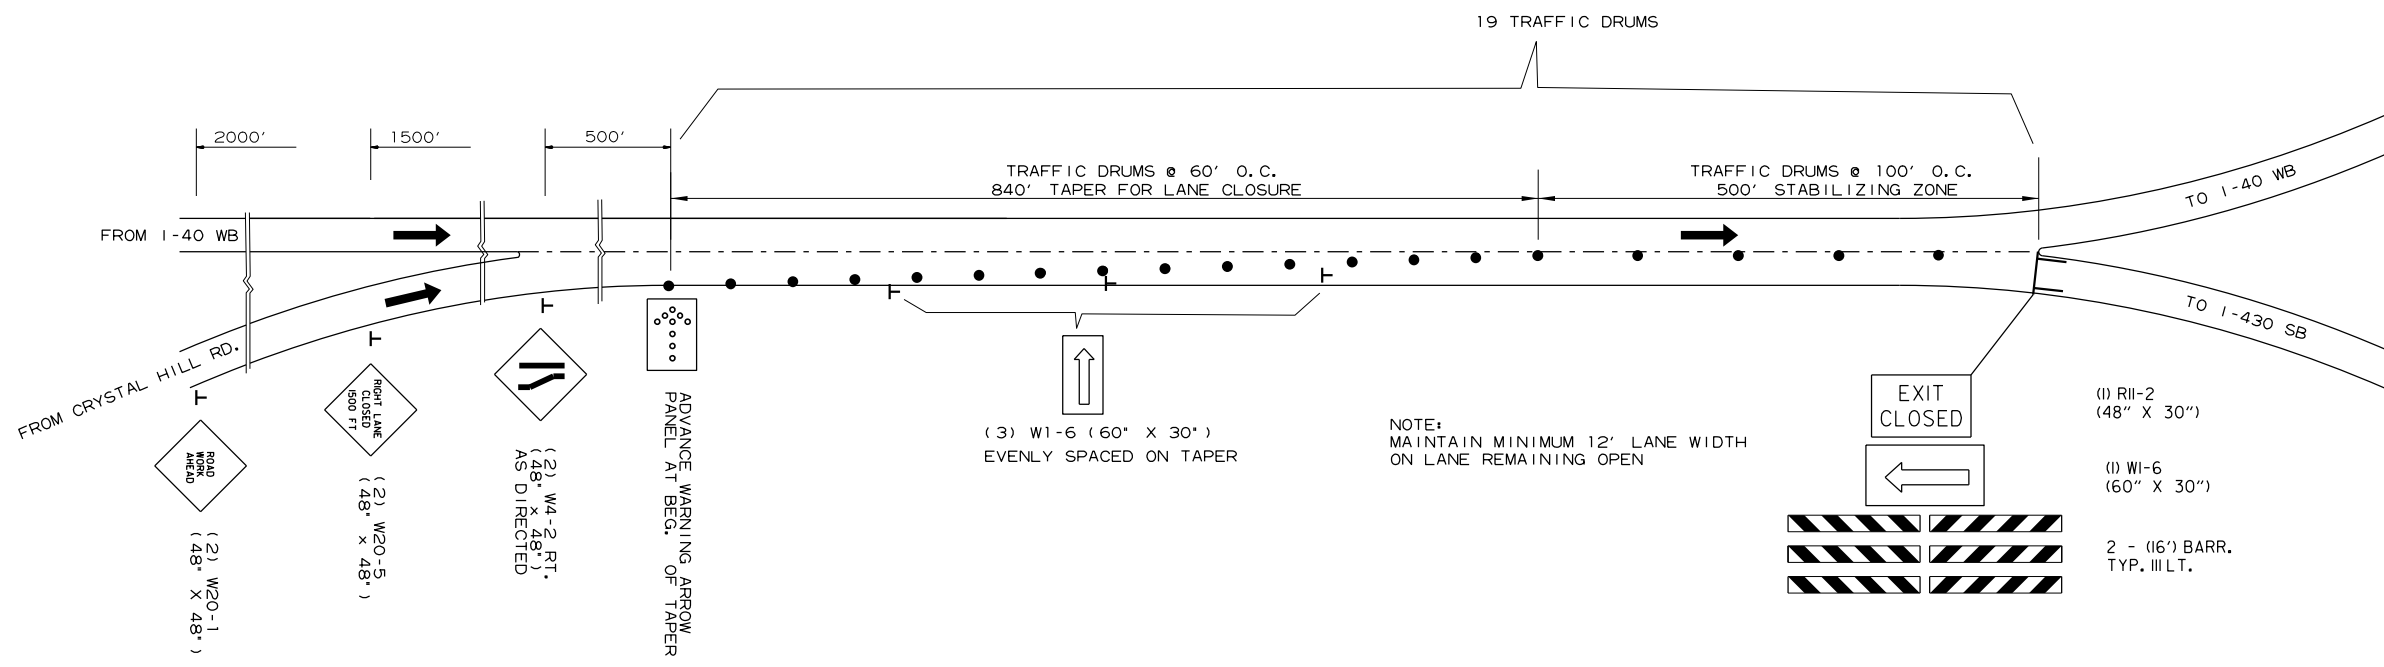 19 TRAFFIC DRUMS
2000'
1500'
500'
TRAFFIC DRUMS @ 60' O.C.
840' TAPER FOR LANE CLOSURE
TRAFFIC DRUMS @ 100' O.C.
500' STABILIZING ZONE
TO I-40 WB
FROM I-40 WB
TO I-430 SB
FROM CRYSTAL HILL RD.
ROAD
WORK
AHEAD
(2) W20-1
(48" X 48")
RIGHT LANE
CLOSED
1500 FT
(2) W20-5
(48" x 48")
(2) W4-2 RT.
(48" x 48")
AS DIRECTED
ADVANCE WARNING ARROW
PANEL AT BEG. OF TAPER
(3) W1-6 (60" X 30")
EVENLY SPACED ON TAPER
NOTE:
MAINTAIN MINIMUM 12' LANE WIDTH
ON LANE REMAINING OPEN
EXIT
CLOSED
(1) R11-2
(48" X 30")
(1) W1-6
(60" X 30")
2 - (16') BARR.
TYP. III LT.